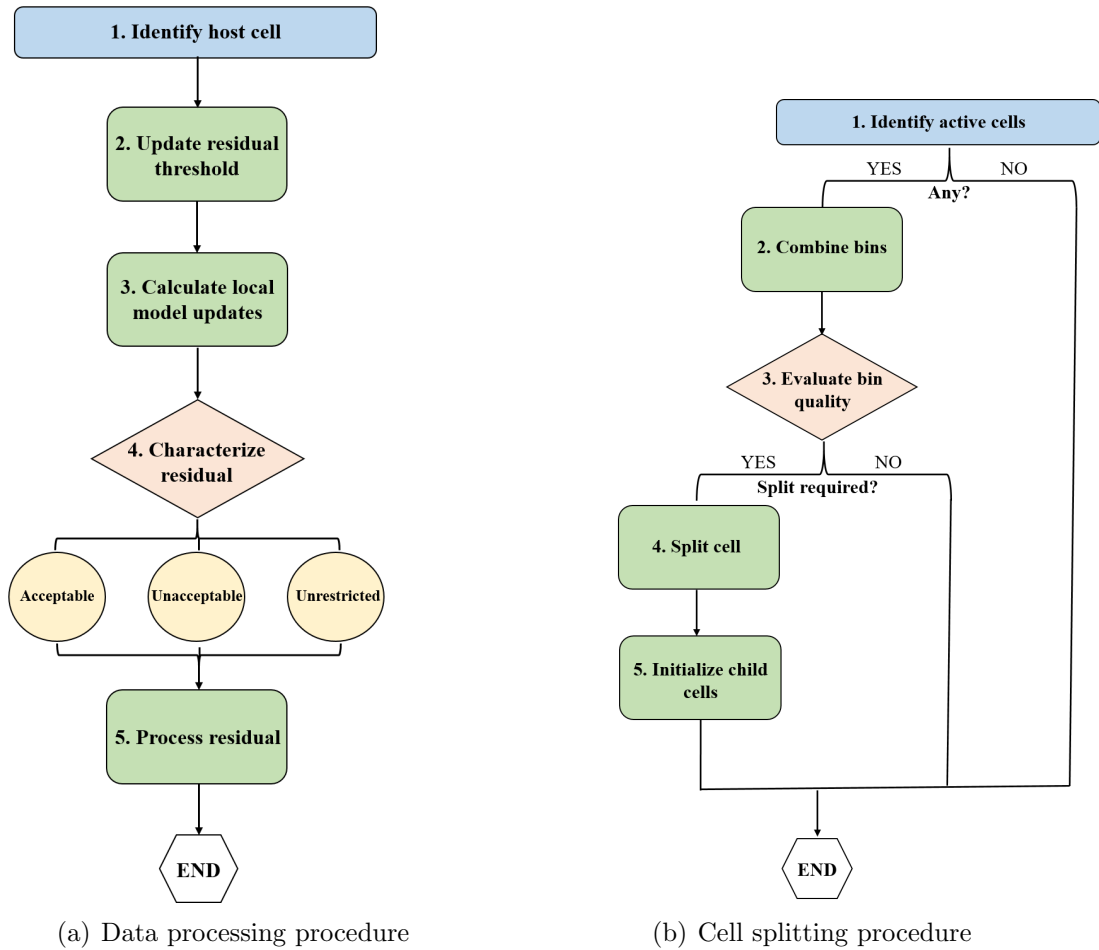 1. Identify host cell
2. Update residual
threshold
3. Calculate local
model updates
4. Characterize
residual
Acceptable
Unacceptable
Unrestricted
5. Process residual
END
(a) Data processing procedure
1. Identify active cells
YES
NO
Any?
2. Combine bins
3. Evaluate bin
quality
YES
NO
Split required?
4. Split cell
5. Initialize child
cells
END
(b) Cell splitting procedure